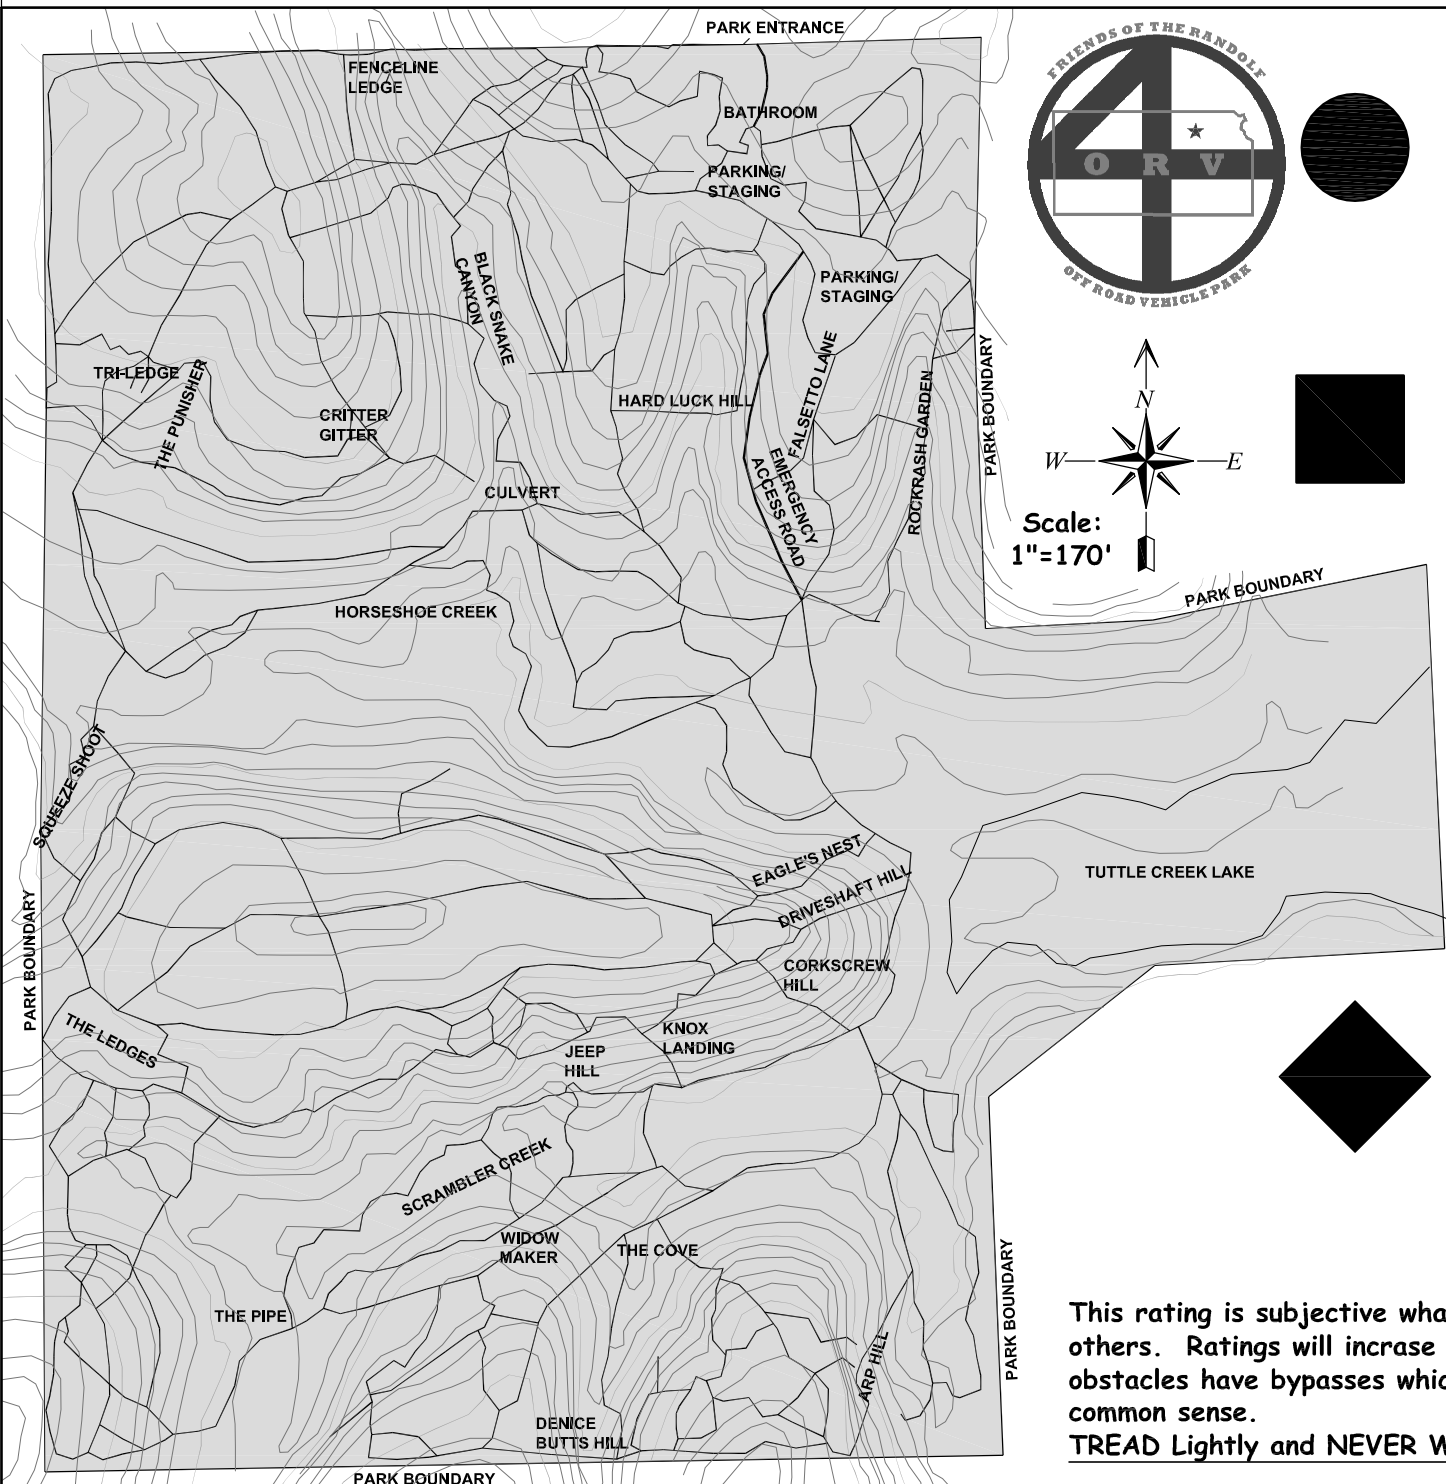 PARK ENTRANCE
FRIENDS OF THE RANDOLF
4
O R V
OFF ROAD VEHICLE PARK
FENCELINE
LEDGE
BATHROOM
PARKING/
STAGING
BLACK SNAKE
CANYON
PARKING/
STAGING
TRI-LEDGE
THE PUNISHER
CRITTER
GITTER
HARD LUCK HILL
FALSETTO LANE
EMERGENCY
ACCESS ROAD
ROCKRASH GARDEN
PARK BOUNDARY
N
W
E
Scale:
1"=170'
CULVERT
HORSESHOE CREEK
PARK BOUNDARY
SQUEEZE SHOOT
EAGLE'S NEST
DRIVESHAFT HILL
TUTTLE CREEK LAKE
PARK BOUNDARY
CORKSCREW
HILL
THE LEDGES
KNOX
LANDING
JEEP
HILL
SCRAMBLER CREEK
WIDOW
MAKER
THE COVE
THE PIPE
PARK BOUNDARY
ARP HILL
DENICE
BUTTS HILL
PARK BOUNDARY
This rating is subjective
others. Ratings will incrase
obstacles have bypasses
common sense.
TREAD Lightly and NEVER